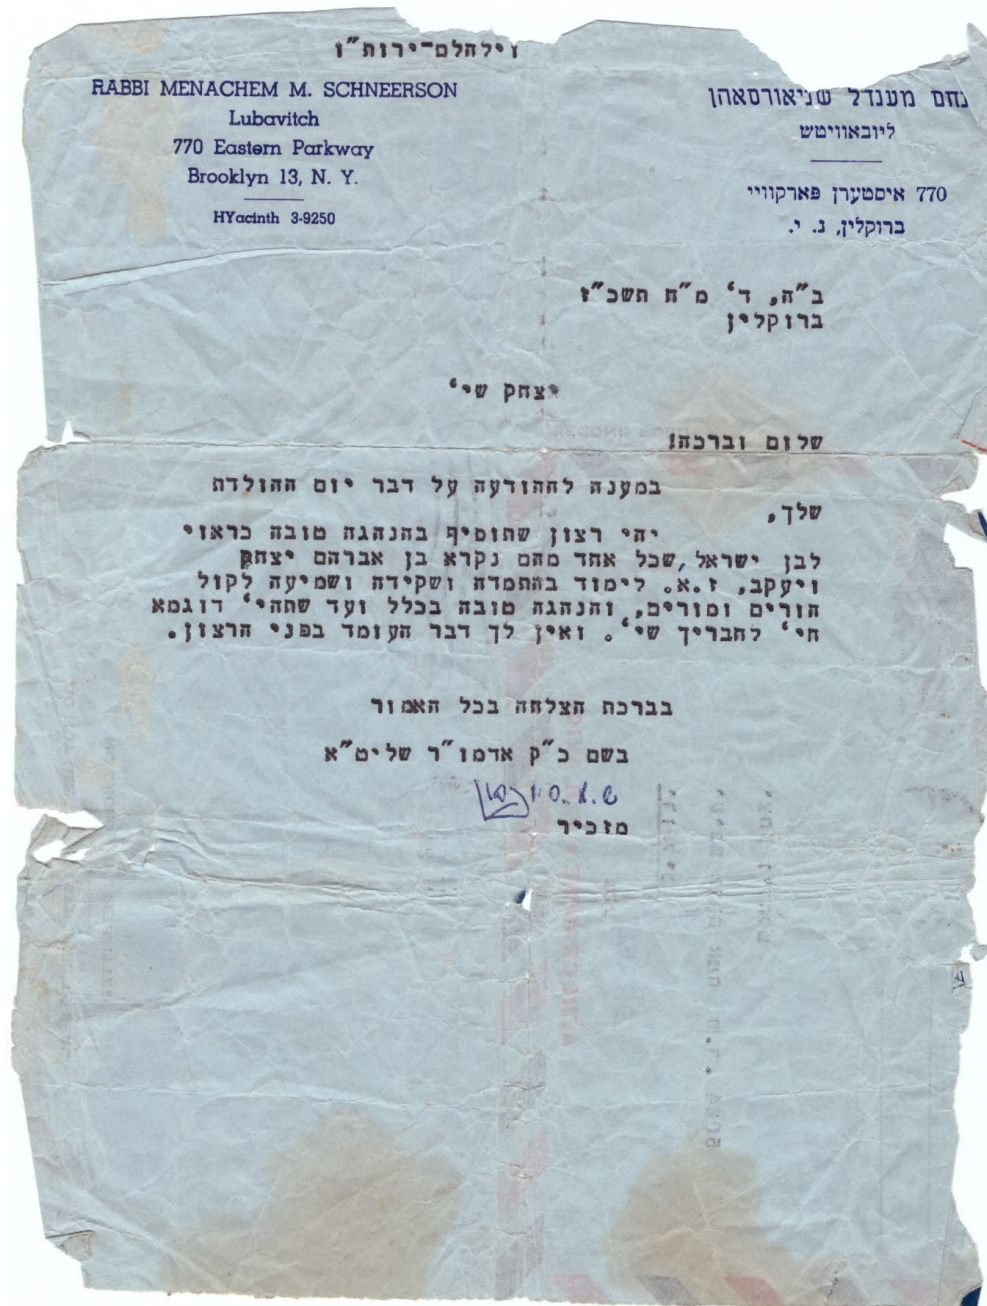 וילהלם-ירות"ו
RABBI MENACHEM M. SCHNEERSON
Lubavitch
770 Eastern Parkway
Brooklyn 13, N. Y.
HYacinth 3-9250
נחם מענדל שניאורסאהן
ליובאוויטש
770 איסטערן פארקוויי
ברוקלין, נ. י.
ב"ה, ד' מ"ח תשכ"ז
ברוקלין
יצחק שי'
שלום וברכה!
במענה לההודעה על דבר יום ההולדת
שלך,
יהי רצון שתוסיף בהנהגה טובה כראוי
לבן ישראל, שכל אחד מהם נקרא בן אברהם יצחק
ויעקב, ז.א. לימוד בהתמדה ושקידה ושמיעה לקול
הורים ומורים, והנהגה טובה בכלל ועד שתהי' דוגמא
חי' לחבריך שי'. ואין לך דבר העומד בפני הרצון.
בברכת הצלחה בכל האמור
בשם כ"ק אדמו"ר שליט"א
מזכיר